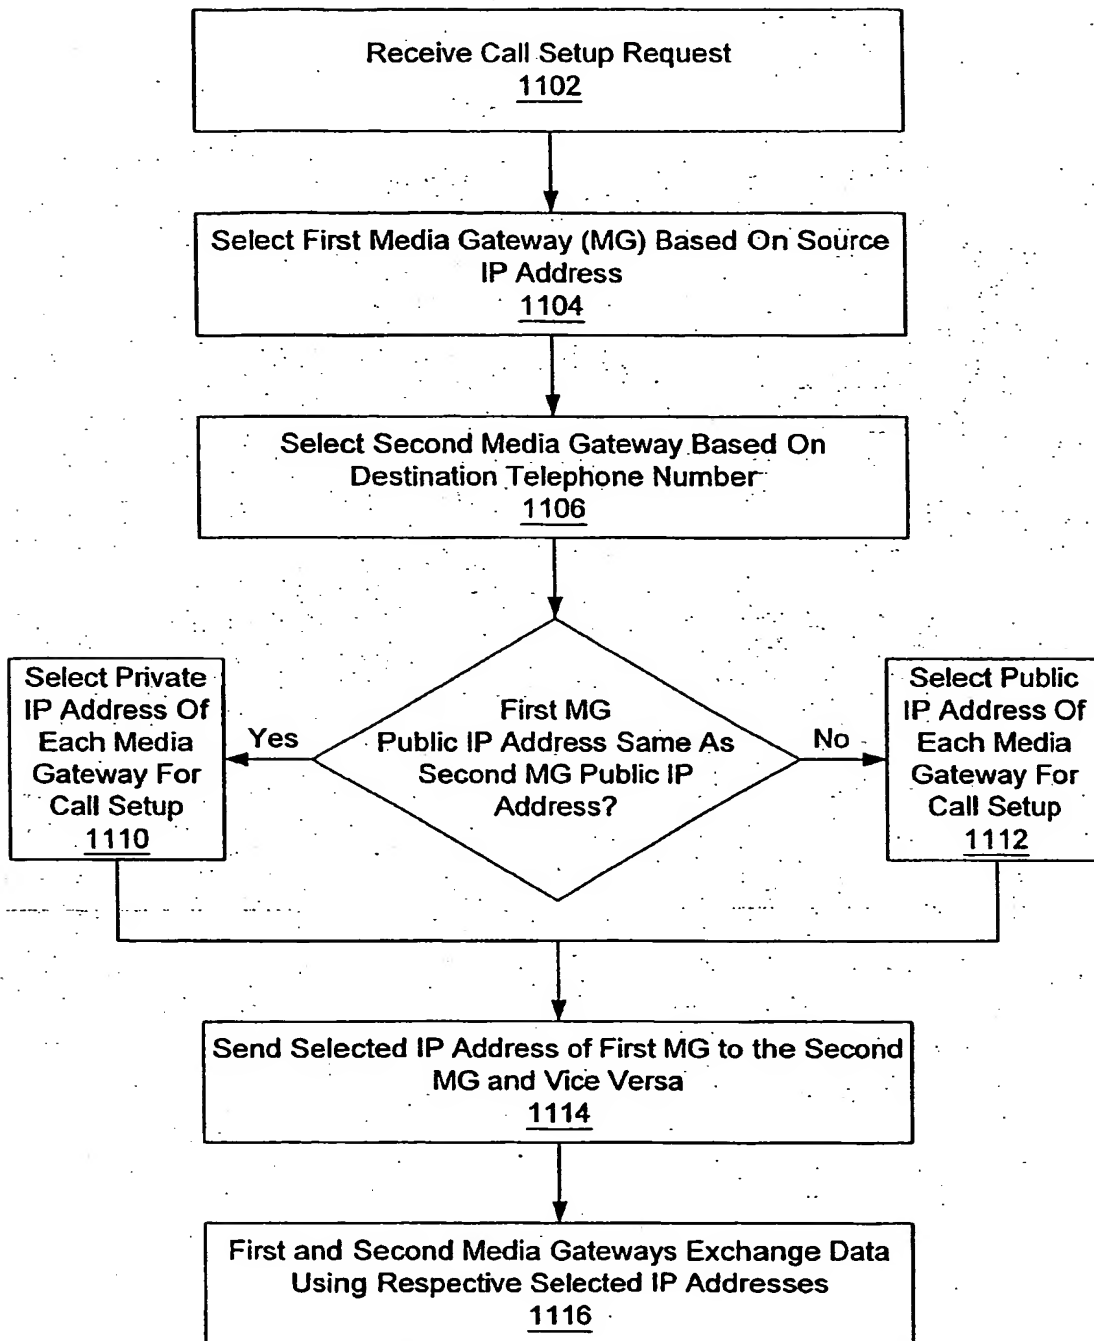 Receive Call Setup Request
1102
Select First Media Gateway (MG) Based On Source
IP Address
1104
Select Second Media Gateway Based On
Destination Telephone Number
1106
First MG
Public IP Address Same As
Second MG Public IP
Address?
Yes
No
Select Private
IP Address Of
Each Media
Gateway For
Call Setup
1110
Select Public
IP Address Of
Each Media
Gateway For
Call Setup
1112
Send Selected IP Address of First MG to the Second
MG and Vice Versa
1114
First and Second Media Gateways Exchange Data
Using Respective Selected IP Addresses
1116